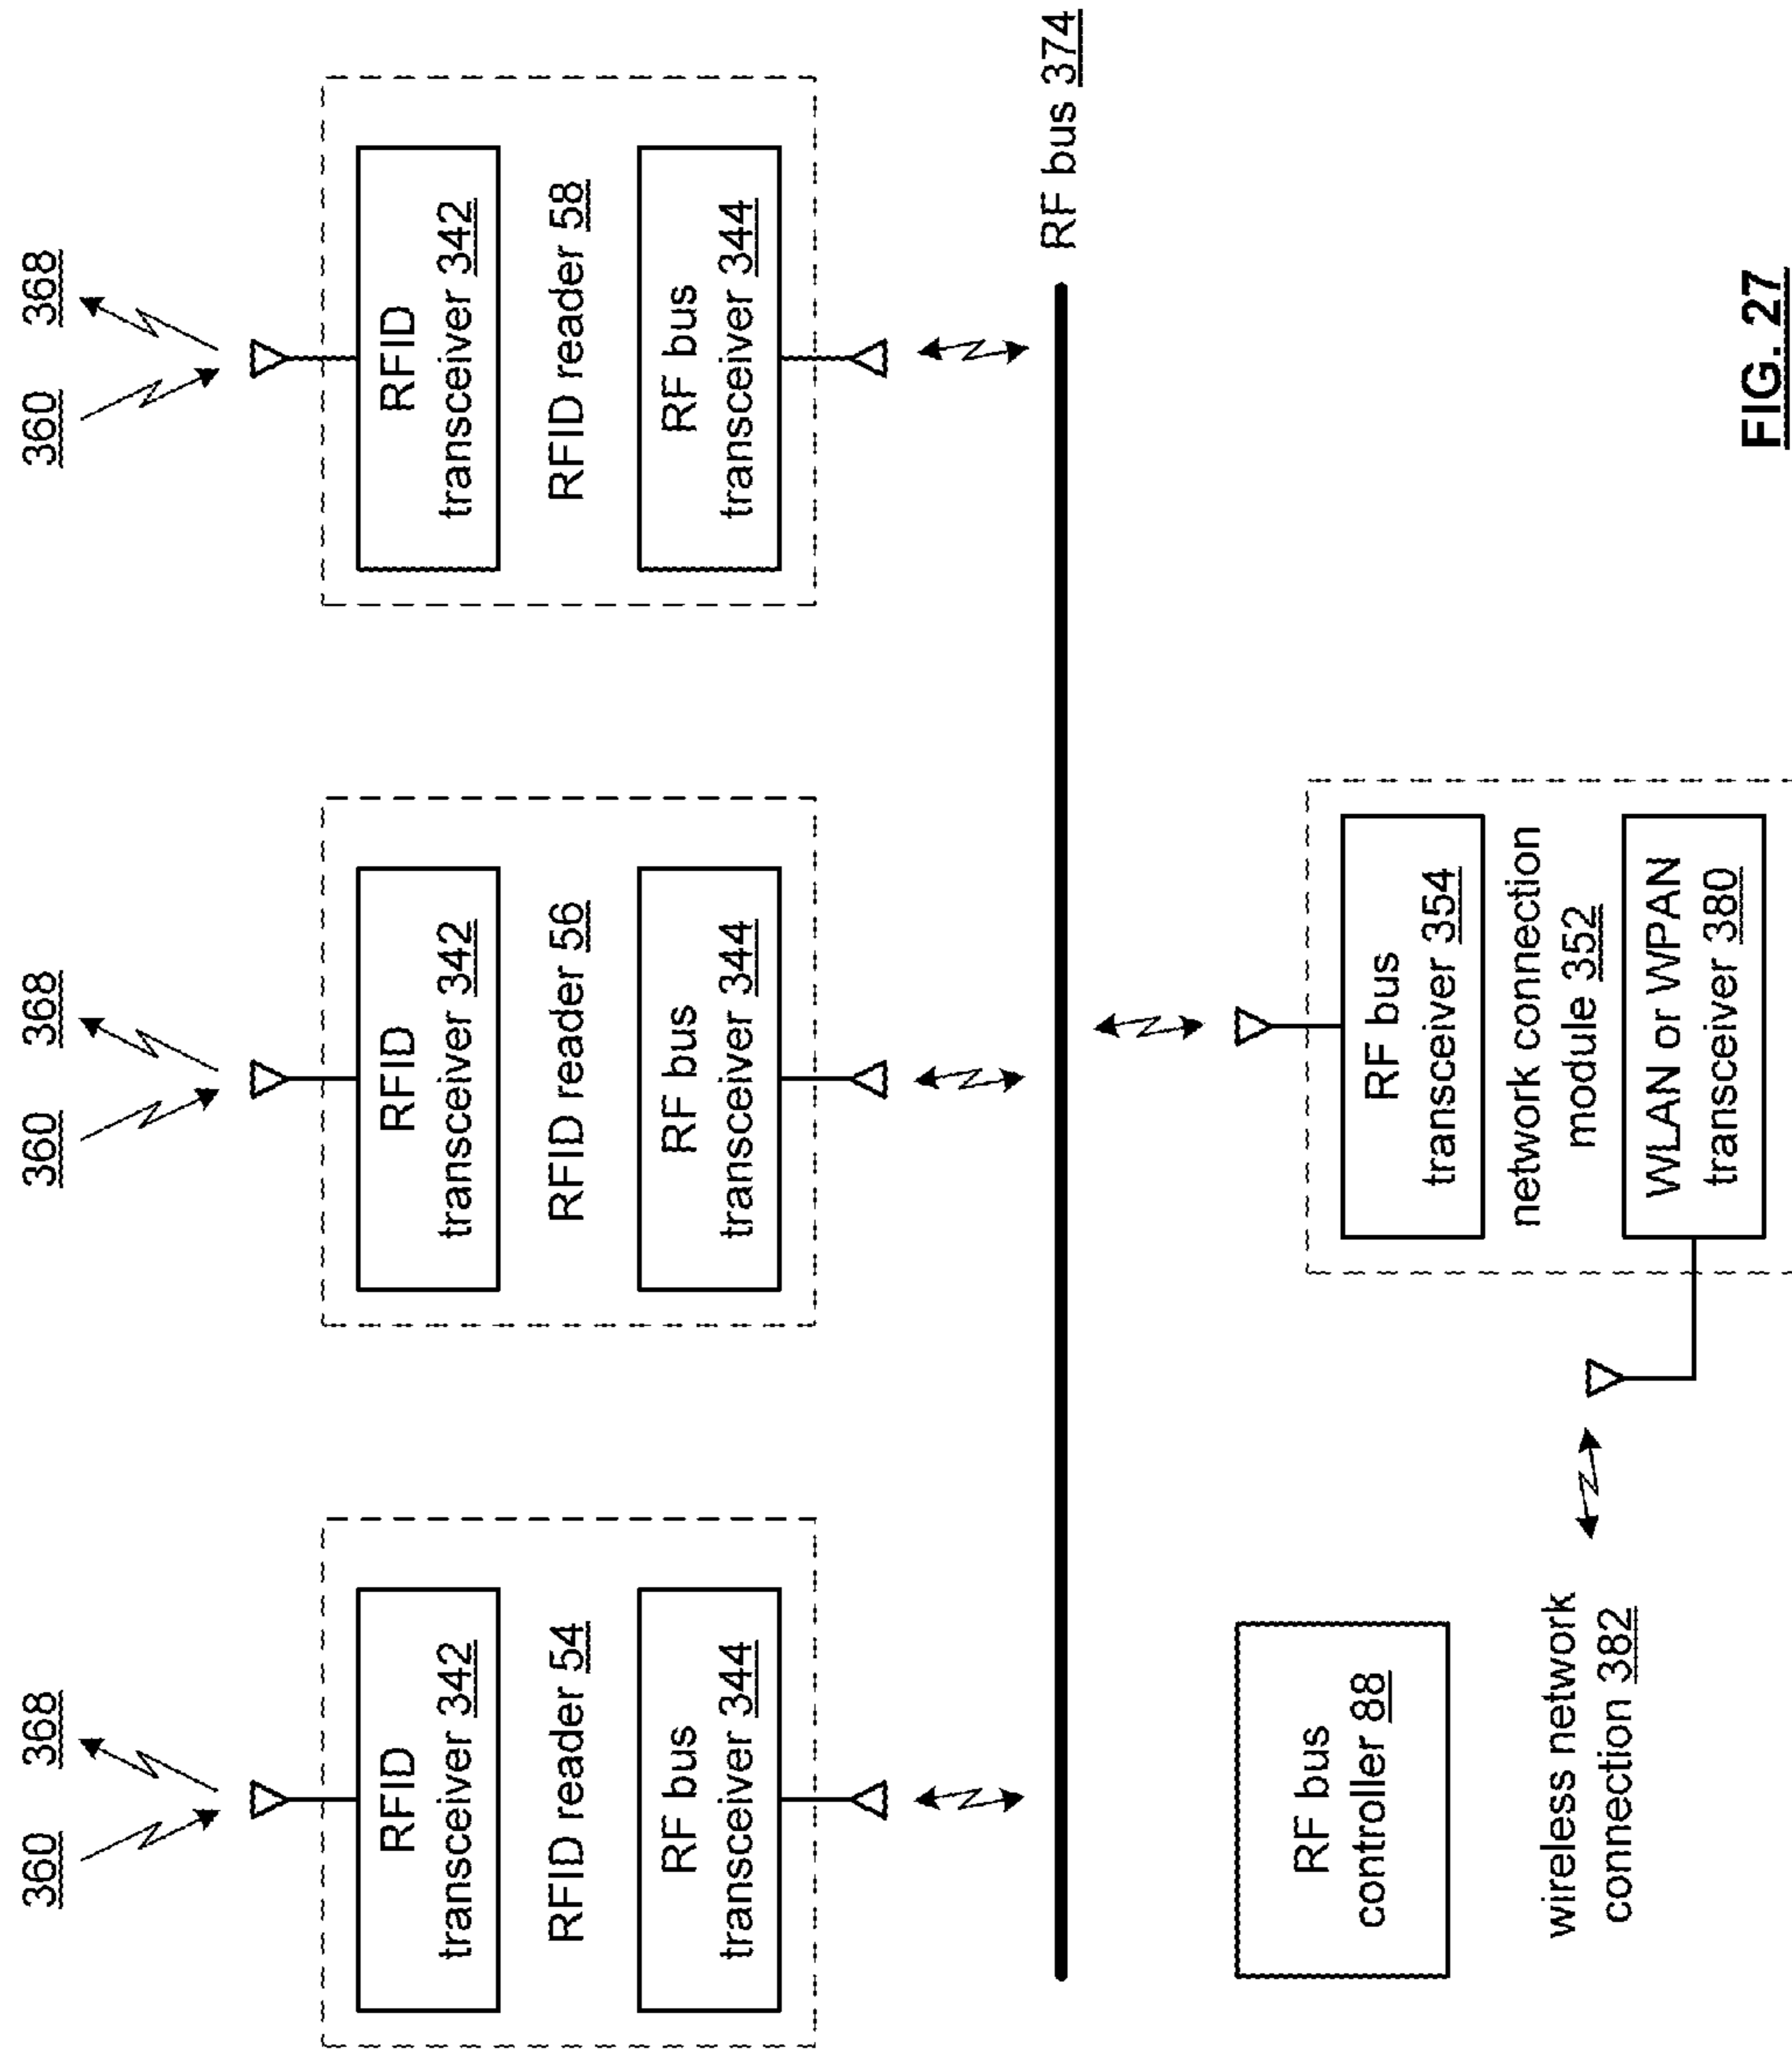 360 368
360 368
360 368
RFID
transceiver 342
RFID reader 54
RF bus
transceiver 344
RFID
transceiver 342
RFID reader 56
RF bus
transceiver 344
RFID
transceiver 342
RFID reader 58
RF bus
transceiver 344
RF bus 374
RF bus
controller 88
wireless network
connection 382
RF bus
transceiver 354
network connection
module 352
WLAN or WPAN
transceiver 380
FIG. 27